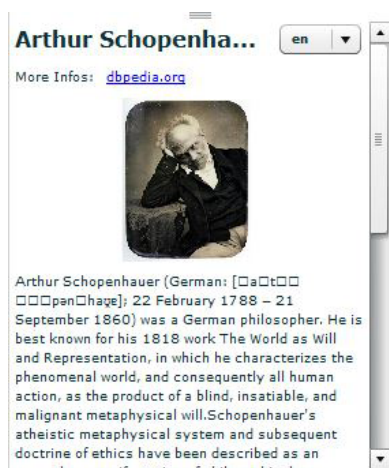 Arthur Schopenha...
en
More Infos: dbpedia.org
Arthur Schopenhauer (German: [□a□t□□
□□□pən□haʊ̯ɐ]; 22 February 1788 – 21
September 1860) was a German philosopher. He is
best known for his 1818 work The World as Will
and Representation, in which he characterizes the
phenomenal world, and consequently all human
action, as the product of a blind, insatiable, and
malignant metaphysical will.Schopenhauer's
atheistic metaphysical system and subsequent
doctrine of ethics have been described as an